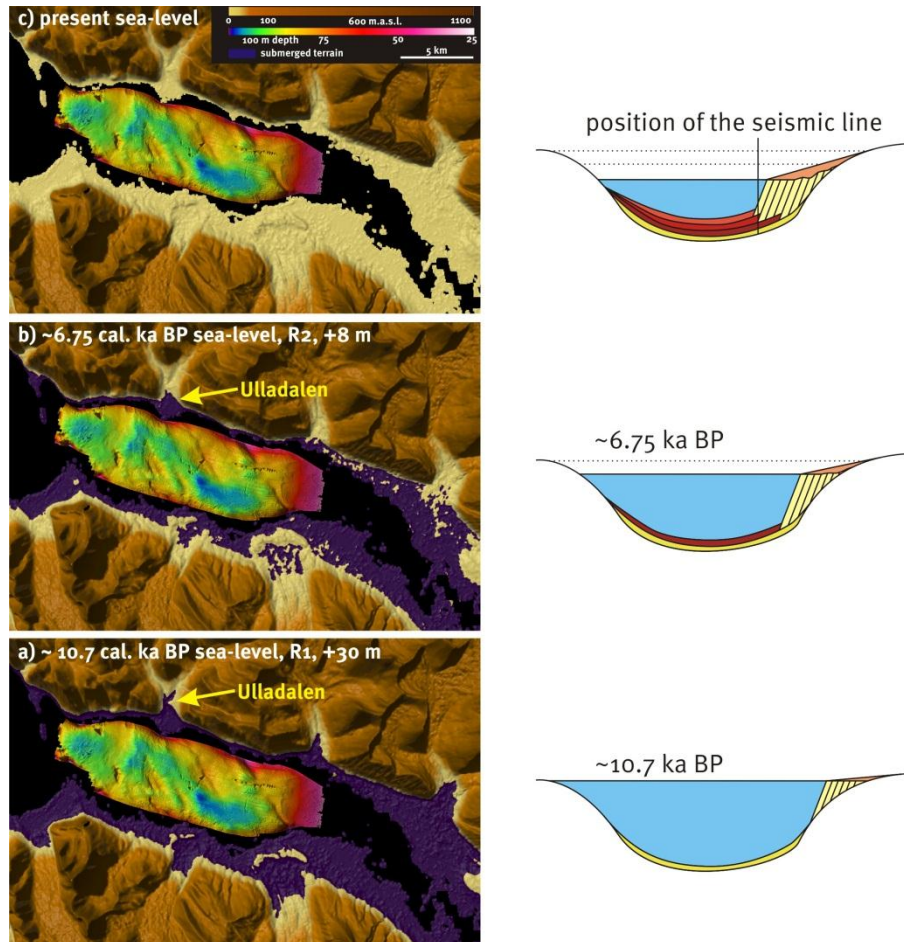 c) present sea-level
0 100 600 m.a.s.l. 1100
100 m depth 75 50 25
submerged terrain 5 km
position of the seismic line
b) ~6.75 cal. ka BP sea-level, R2, +8 m
Ulladalen
~6.75 ka BP
a) ~ 10.7 cal. ka BP sea-level, R1, +30 m
Ulladalen
~10.7 ka BP